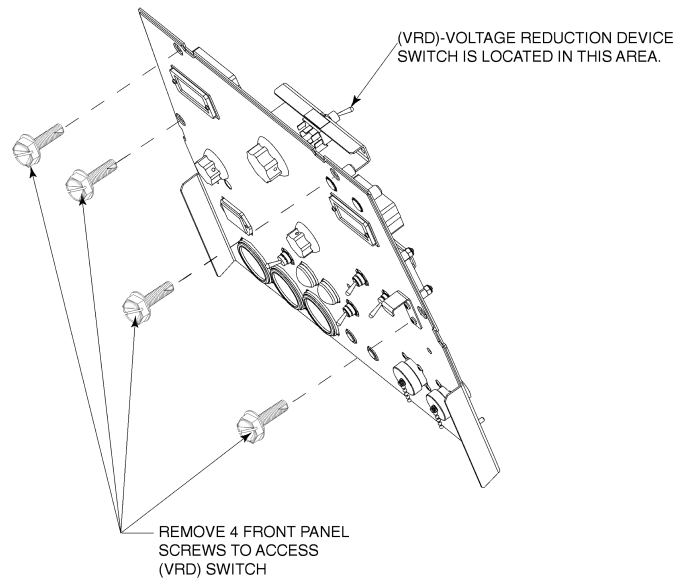 (VRD)-VOLTAGE REDUCTION DEVICE
SWITCH IS LOCATED IN THIS AREA.
REMOVE 4 FRONT PANEL
SCREWS TO ACCESS
(VRD) SWITCH